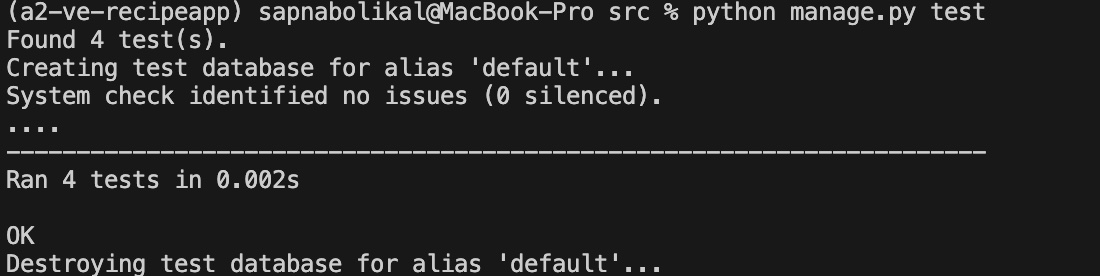 (a2-ve-recipeapp) sapnabolikal@MacBook-Pro src % python manage.py test
Found 4 test(s).
Creating test database for alias 'default'...
System check identified no issues (0 silenced).
....
----------------------------------------------------------------------
Ran 4 tests in 0.002s

OK
Destroying test database for alias 'default'...